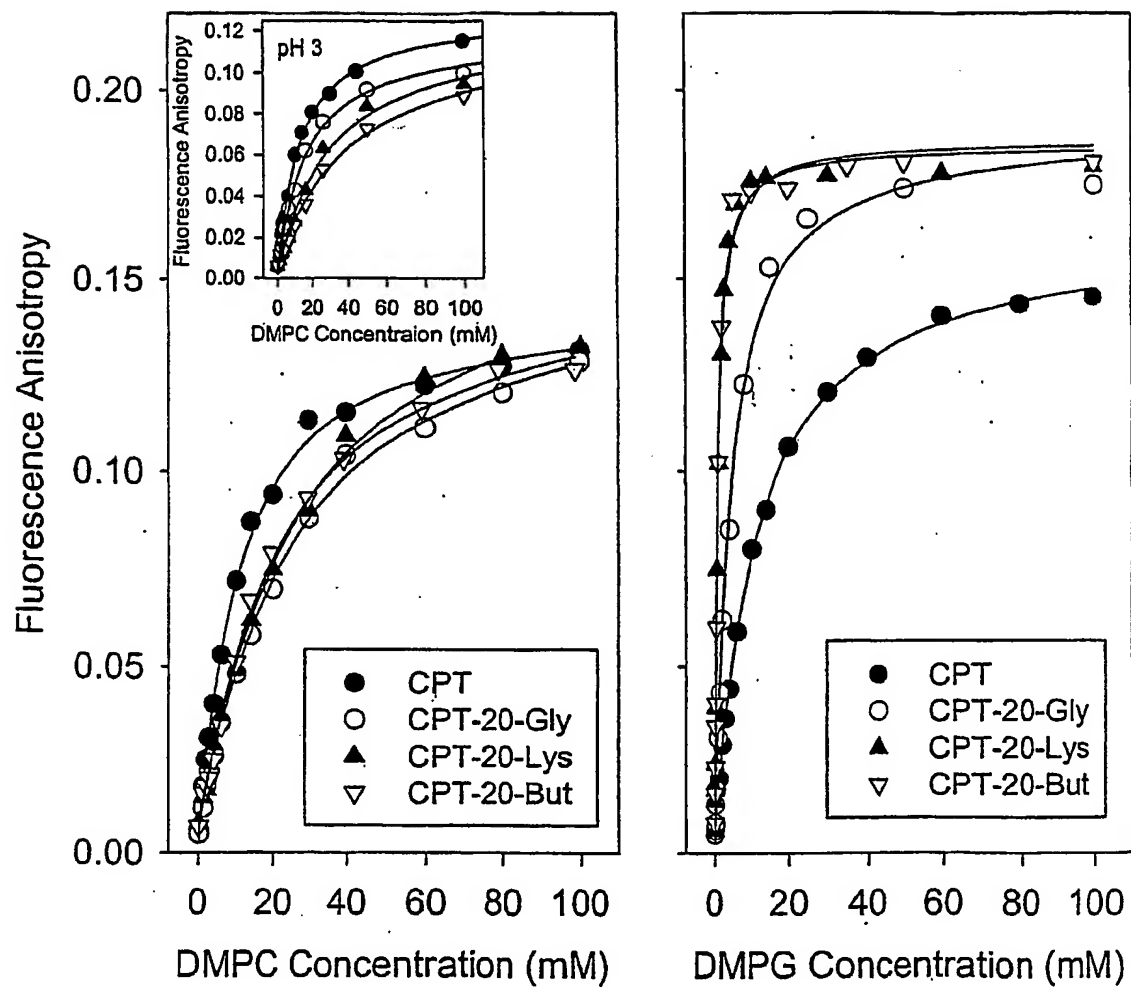 Fluorescence Anisotropy
0.20
0.15
0.10
0.05
0.00
0 20 40 60 80 100
DMPC Concentration (mM)
Fluorescence Anisotropy
0.12
0.10
0.08
0.06
0.04
0.02
0.00
pH 3
0 20 40 60 80 100
DMPC Concentraion (mM)
CPT
CPT-20-Gly
CPT-20-Lys
CPT-20-But
CPT
CPT-20-Gly
CPT-20-Lys
CPT-20-But
0 20 40 60 80 100
DMPG Concentration (mM)